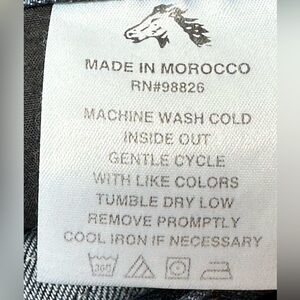 MADE IN MOROCCO
RN#98826
MACHINE WASH COLD
INSIDE OUT
GENTLE CYCLE
WITH LIKE COLORS
TUMBLE DRY LOW
REMOVE PROMPTLY
COOL IRON IF NECESSARY